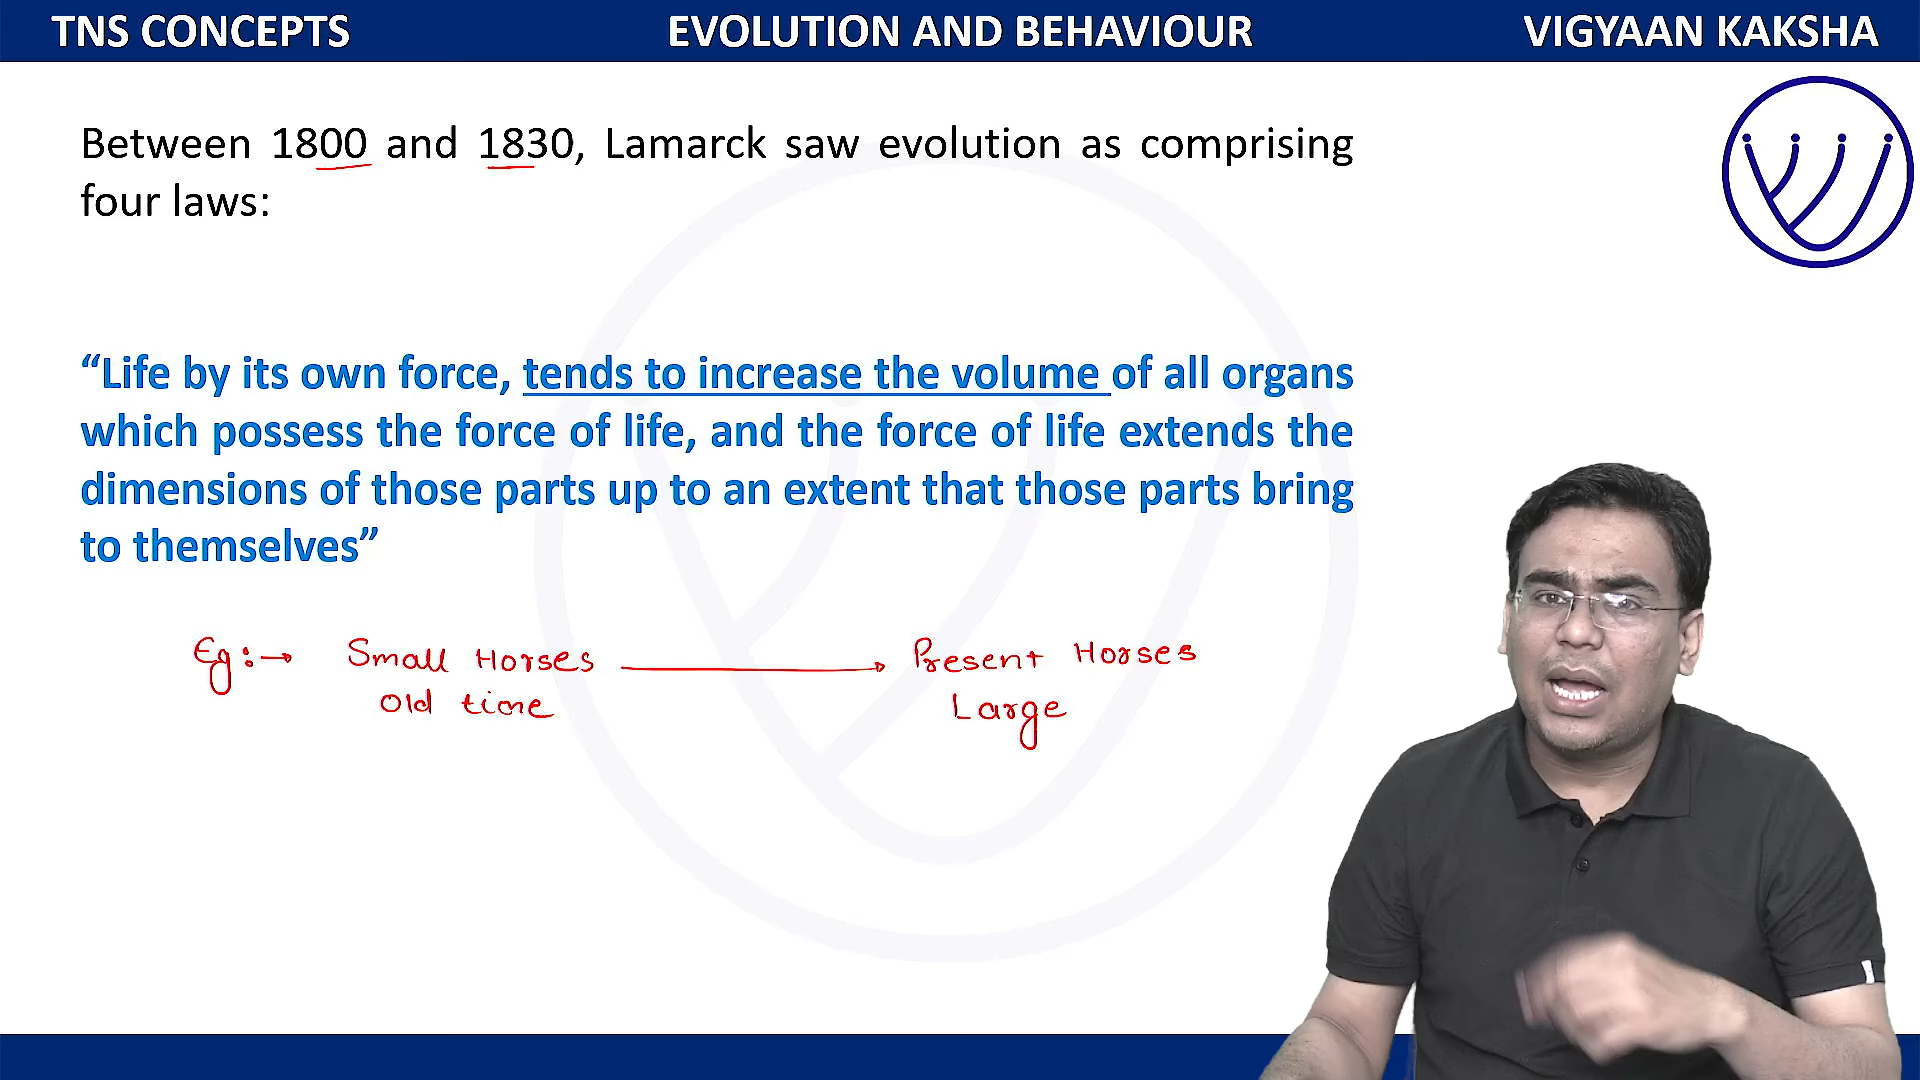 TNS CONCEPTS EVOLUTION AND BEHAVIOUR VIGYAAN KAKSHA
Between 1800 and 1830, Lamarck saw evolution as comprising
four laws:
“Life by its own force, tends to increase the volume of all organs
which possess the force of life, and the force of life extends the
dimensions of those parts up to an extent that those parts bring
to themselves”
Eg:→ Small Horses → Present Horses
Old time Large